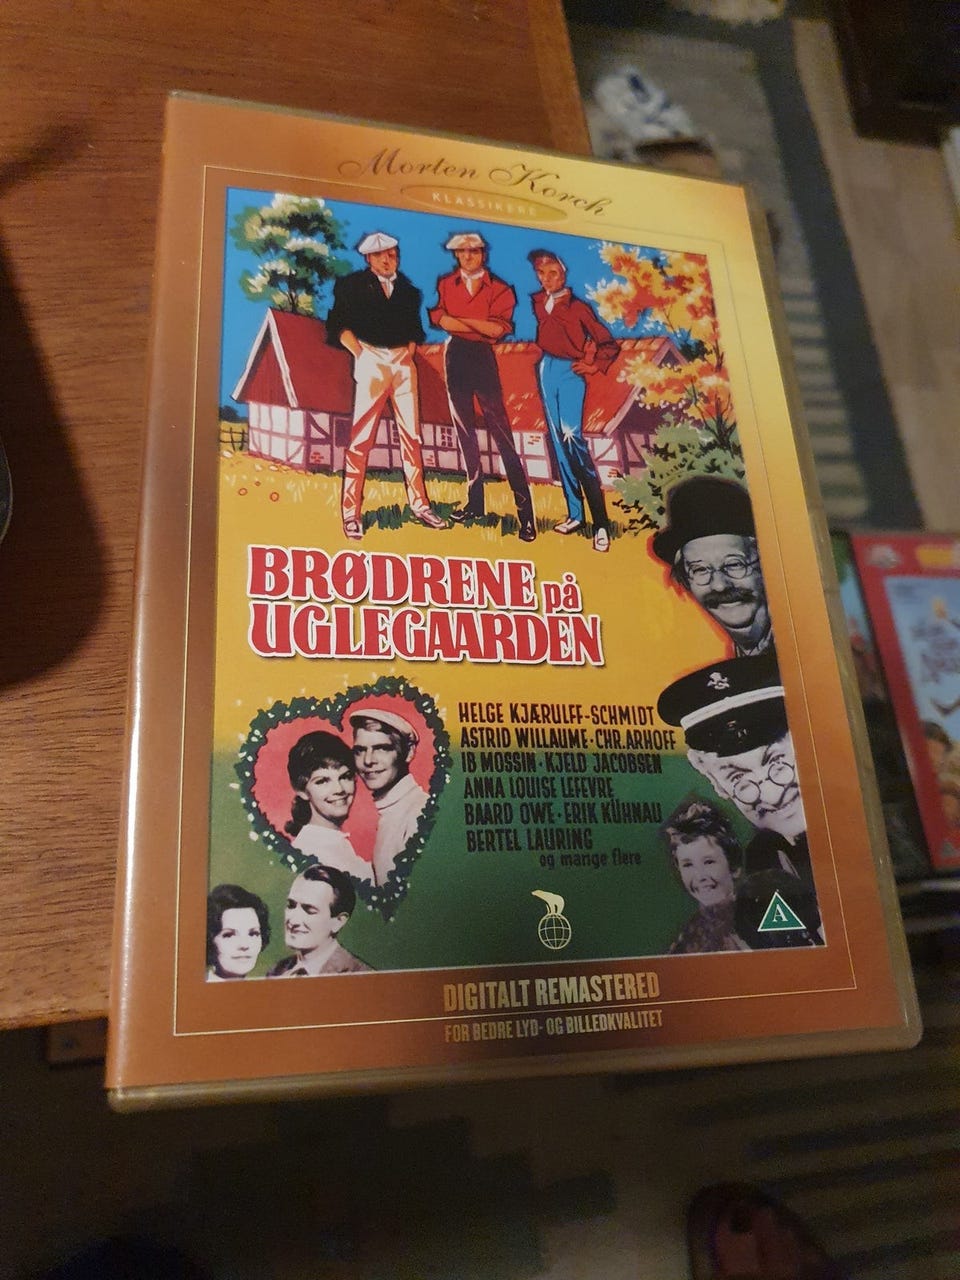 Morten Korch
KLASSIKERE
BRØDRENE på
UGLEGAARDEN
HELGE KJÆRULFF-SCHMIDT
ASTRID WILLAUME · CHR. ARHOFF
IB MOSSIN · KJELD JACOBSEN
ANNA LOUISE LEFEVRE
BAARD OWE · ERIK KÜHNAU
BERTEL LAURING
og mange flere
A
DIGITALT REMASTERED
FOR BEDRE LYD- OG BILLEDKVALITET